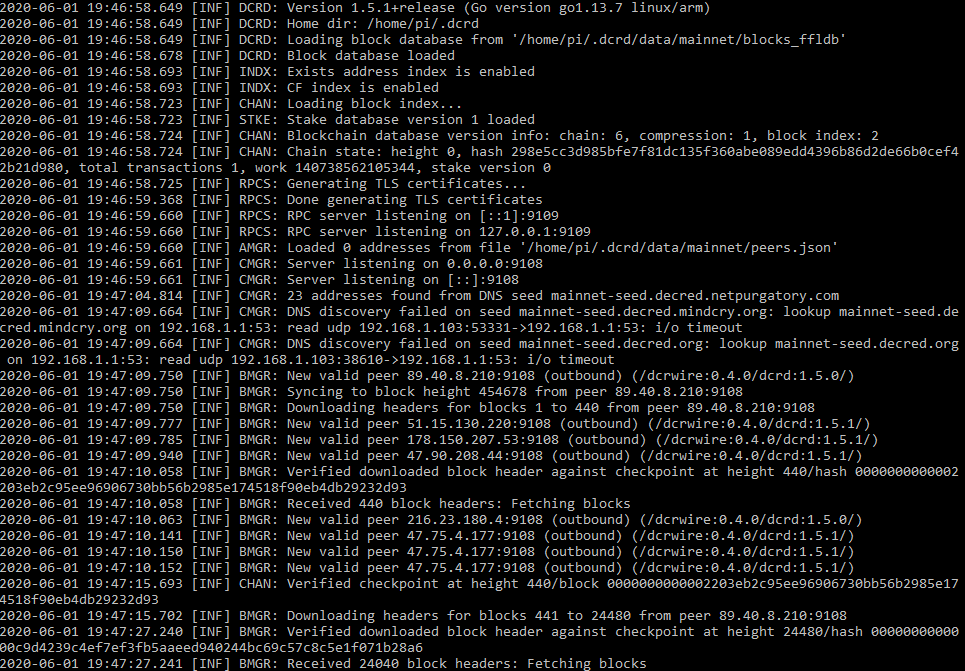 2020-06-01 19:46:58.649 [INF] DCRD: Version 1.5.1+release (Go version go1.13.7 linux/arm)
2020-06-01 19:46:58.649 [INF] DCRD: Home dir: /home/pi/.dcrd
2020-06-01 19:46:58.649 [INF] DCRD: Loading block database from '/home/pi/.dcrd/data/mainnet/blocks_ffldb'
2020-06-01 19:46:58.678 [INF] DCRD: Block database loaded
2020-06-01 19:46:58.693 [INF] INDX: Exists address index is enabled
2020-06-01 19:46:58.693 [INF] INDX: CF index is enabled
2020-06-01 19:46:58.723 [INF] CHAN: Loading block index...
2020-06-01 19:46:58.723 [INF] STKE: Stake database version 1 loaded
2020-06-01 19:46:58.724 [INF] CHAN: Blockchain database version info: chain: 6, compression: 1, block index: 2
2020-06-01 19:46:58.724 [INF] CHAN: Chain state: height 0, hash 298e5cc3d985bfe7f81dc135f360abe089edd4396b86d2de66b0cef4
2b21d980, total transactions 1, work 140738562105344, stake version 0
2020-06-01 19:46:58.725 [INF] RPCS: Generating TLS certificates...
2020-06-01 19:46:59.368 [INF] RPCS: Done generating TLS certificates
2020-06-01 19:46:59.660 [INF] RPCS: RPC server listening on [::1]:9109
2020-06-01 19:46:59.660 [INF] RPCS: RPC server listening on 127.0.0.1:9109
2020-06-01 19:46:59.660 [INF] AMGR: Loaded 0 addresses from file '/home/pi/.dcrd/data/mainnet/peers.json'
2020-06-01 19:46:59.661 [INF] CMGR: Server listening on 0.0.0.0:9108
2020-06-01 19:46:59.661 [INF] CMGR: Server listening on [::]:9108
2020-06-01 19:47:04.814 [INF] CMGR: 23 addresses found from DNS seed mainnet-seed.decred.netpurgatory.com
2020-06-01 19:47:09.664 [INF] CMGR: DNS discovery failed on seed mainnet-seed.decred.mindcry.org: lookup mainnet-seed.de
cred.mindcry.org on 192.168.1.1:53: read udp 192.168.1.103:53331->192.168.1.1:53: i/o timeout
2020-06-01 19:47:09.664 [INF] CMGR: DNS discovery failed on seed mainnet-seed.decred.org: lookup mainnet-seed.decred.org
 on 192.168.1.1:53: read udp 192.168.1.103:38610->192.168.1.1:53: i/o timeout
2020-06-01 19:47:09.750 [INF] BMGR: New valid peer 89.40.8.210:9108 (outbound) (/dcrwire:0.4.0/dcrd:1.5.0/)
2020-06-01 19:47:09.750 [INF] BMGR: Syncing to block height 454678 from peer 89.40.8.210:9108
2020-06-01 19:47:09.750 [INF] BMGR: Downloading headers for blocks 1 to 440 from peer 89.40.8.210:9108
2020-06-01 19:47:09.777 [INF] BMGR: New valid peer 51.15.130.220:9108 (outbound) (/dcrwire:0.4.0/dcrd:1.5.1/)
2020-06-01 19:47:09.785 [INF] BMGR: New valid peer 178.150.207.53:9108 (outbound) (/dcrwire:0.4.0/dcrd:1.5.1/)
2020-06-01 19:47:09.940 [INF] BMGR: New valid peer 47.90.208.44:9108 (outbound) (/dcrwire:0.4.0/dcrd:1.5.1/)
2020-06-01 19:47:10.058 [INF] BMGR: Verified downloaded block header against checkpoint at height 440/hash 0000000000002
203eb2c95ee96906730bb56b2985e174518f90eb4db29232d93
2020-06-01 19:47:10.058 [INF] BMGR: Received 440 block headers: Fetching blocks
2020-06-01 19:47:10.063 [INF] BMGR: New valid peer 216.23.180.4:9108 (outbound) (/dcrwire:0.4.0/dcrd:1.5.0/)
2020-06-01 19:47:10.141 [INF] BMGR: New valid peer 47.75.4.177:9108 (outbound) (/dcrwire:0.4.0/dcrd:1.5.1/)
2020-06-01 19:47:10.150 [INF] BMGR: New valid peer 47.75.4.177:9108 (outbound) (/dcrwire:0.4.0/dcrd:1.5.1/)
2020-06-01 19:47:10.152 [INF] BMGR: New valid peer 47.75.4.177:9108 (outbound) (/dcrwire:0.4.0/dcrd:1.5.1/)
2020-06-01 19:47:15.693 [INF] CHAN: Verified checkpoint at height 440/block 0000000000002203eb2c95ee96906730bb56b2985e17
4518f90eb4db29232d93
2020-06-01 19:47:15.702 [INF] BMGR: Downloading headers for blocks 441 to 24480 from peer 89.40.8.210:9108
2020-06-01 19:47:27.240 [INF] BMGR: Verified downloaded block header against checkpoint at height 24480/hash 00000000000
00c9d4239c4ef7ef3fb5aaeed940244bc69c57c8c5e1f071b28a6
2020-06-01 19:47:27.241 [INF] BMGR: Received 24040 block headers: Fetching blocks